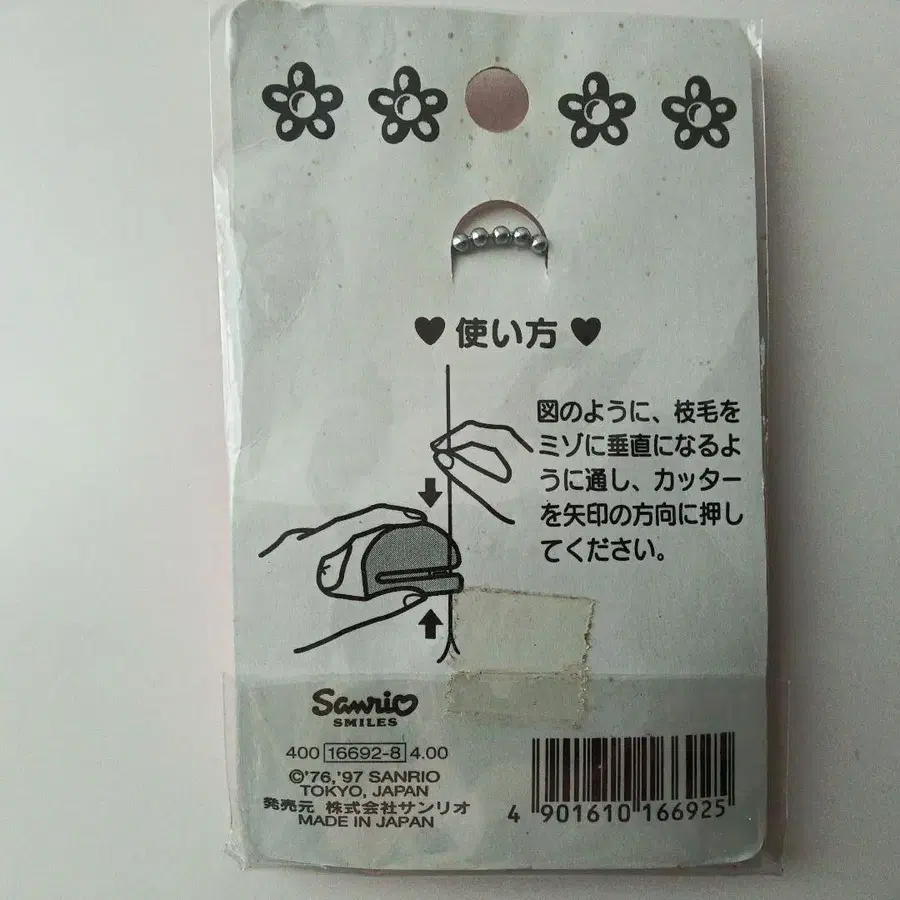 ♥ 使い方 ♥
図のように、枝毛を
ミゾに垂直になるよ
うに通し、カッター
を矢印の方向に押し
てください。
Sanrio
SMILES
400 16692-8 4.00
©'76,'97 SANRIO
TOKYO, JAPAN
発売元 株式会社サンリオ
MADE IN JAPAN
4 901610 166925